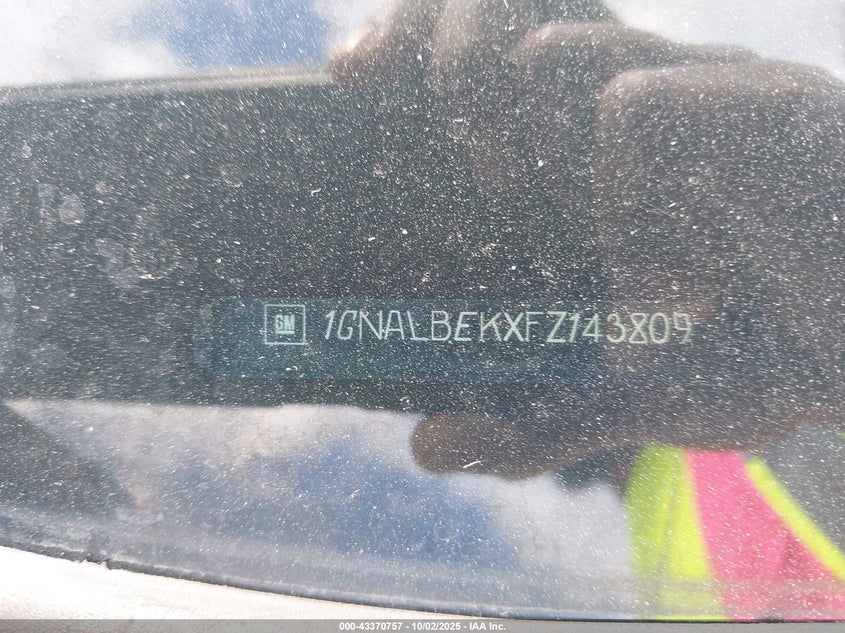 GM 1GNALBEKXFZ143809
000-43370757 - 10/02/2025 - IAA Inc.